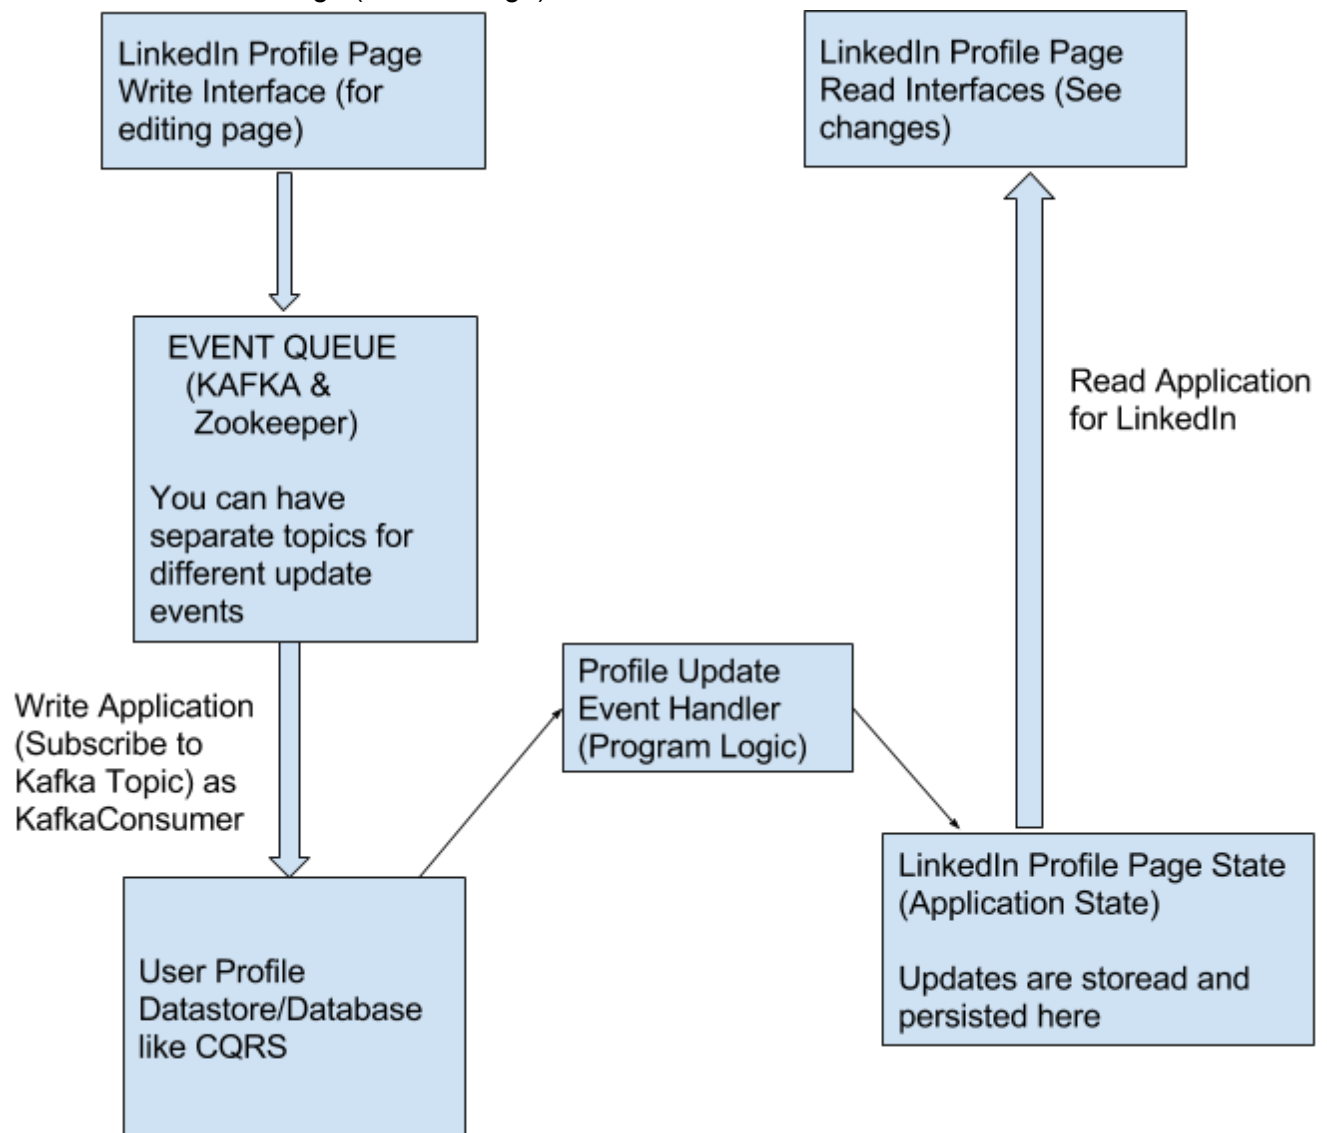 LinkedIn Profile Page
Write Interface (for
editing page)
LinkedIn Profile Page
Read Interfaces (See
changes)
EVENT QUEUE
(KAFKA &
Zookeeper)
You can have
separate topics for
different update
events
Read Application
for LinkedIn
Write Application
(Subscribe to
Kafka Topic) as
KafkaConsumer
Profile Update
Event Handler
(Program Logic)
User Profile
Datastore/Database
like CQRS
LinkedIn Profile Page State
(Application State)
Updates are storead and
persisted here